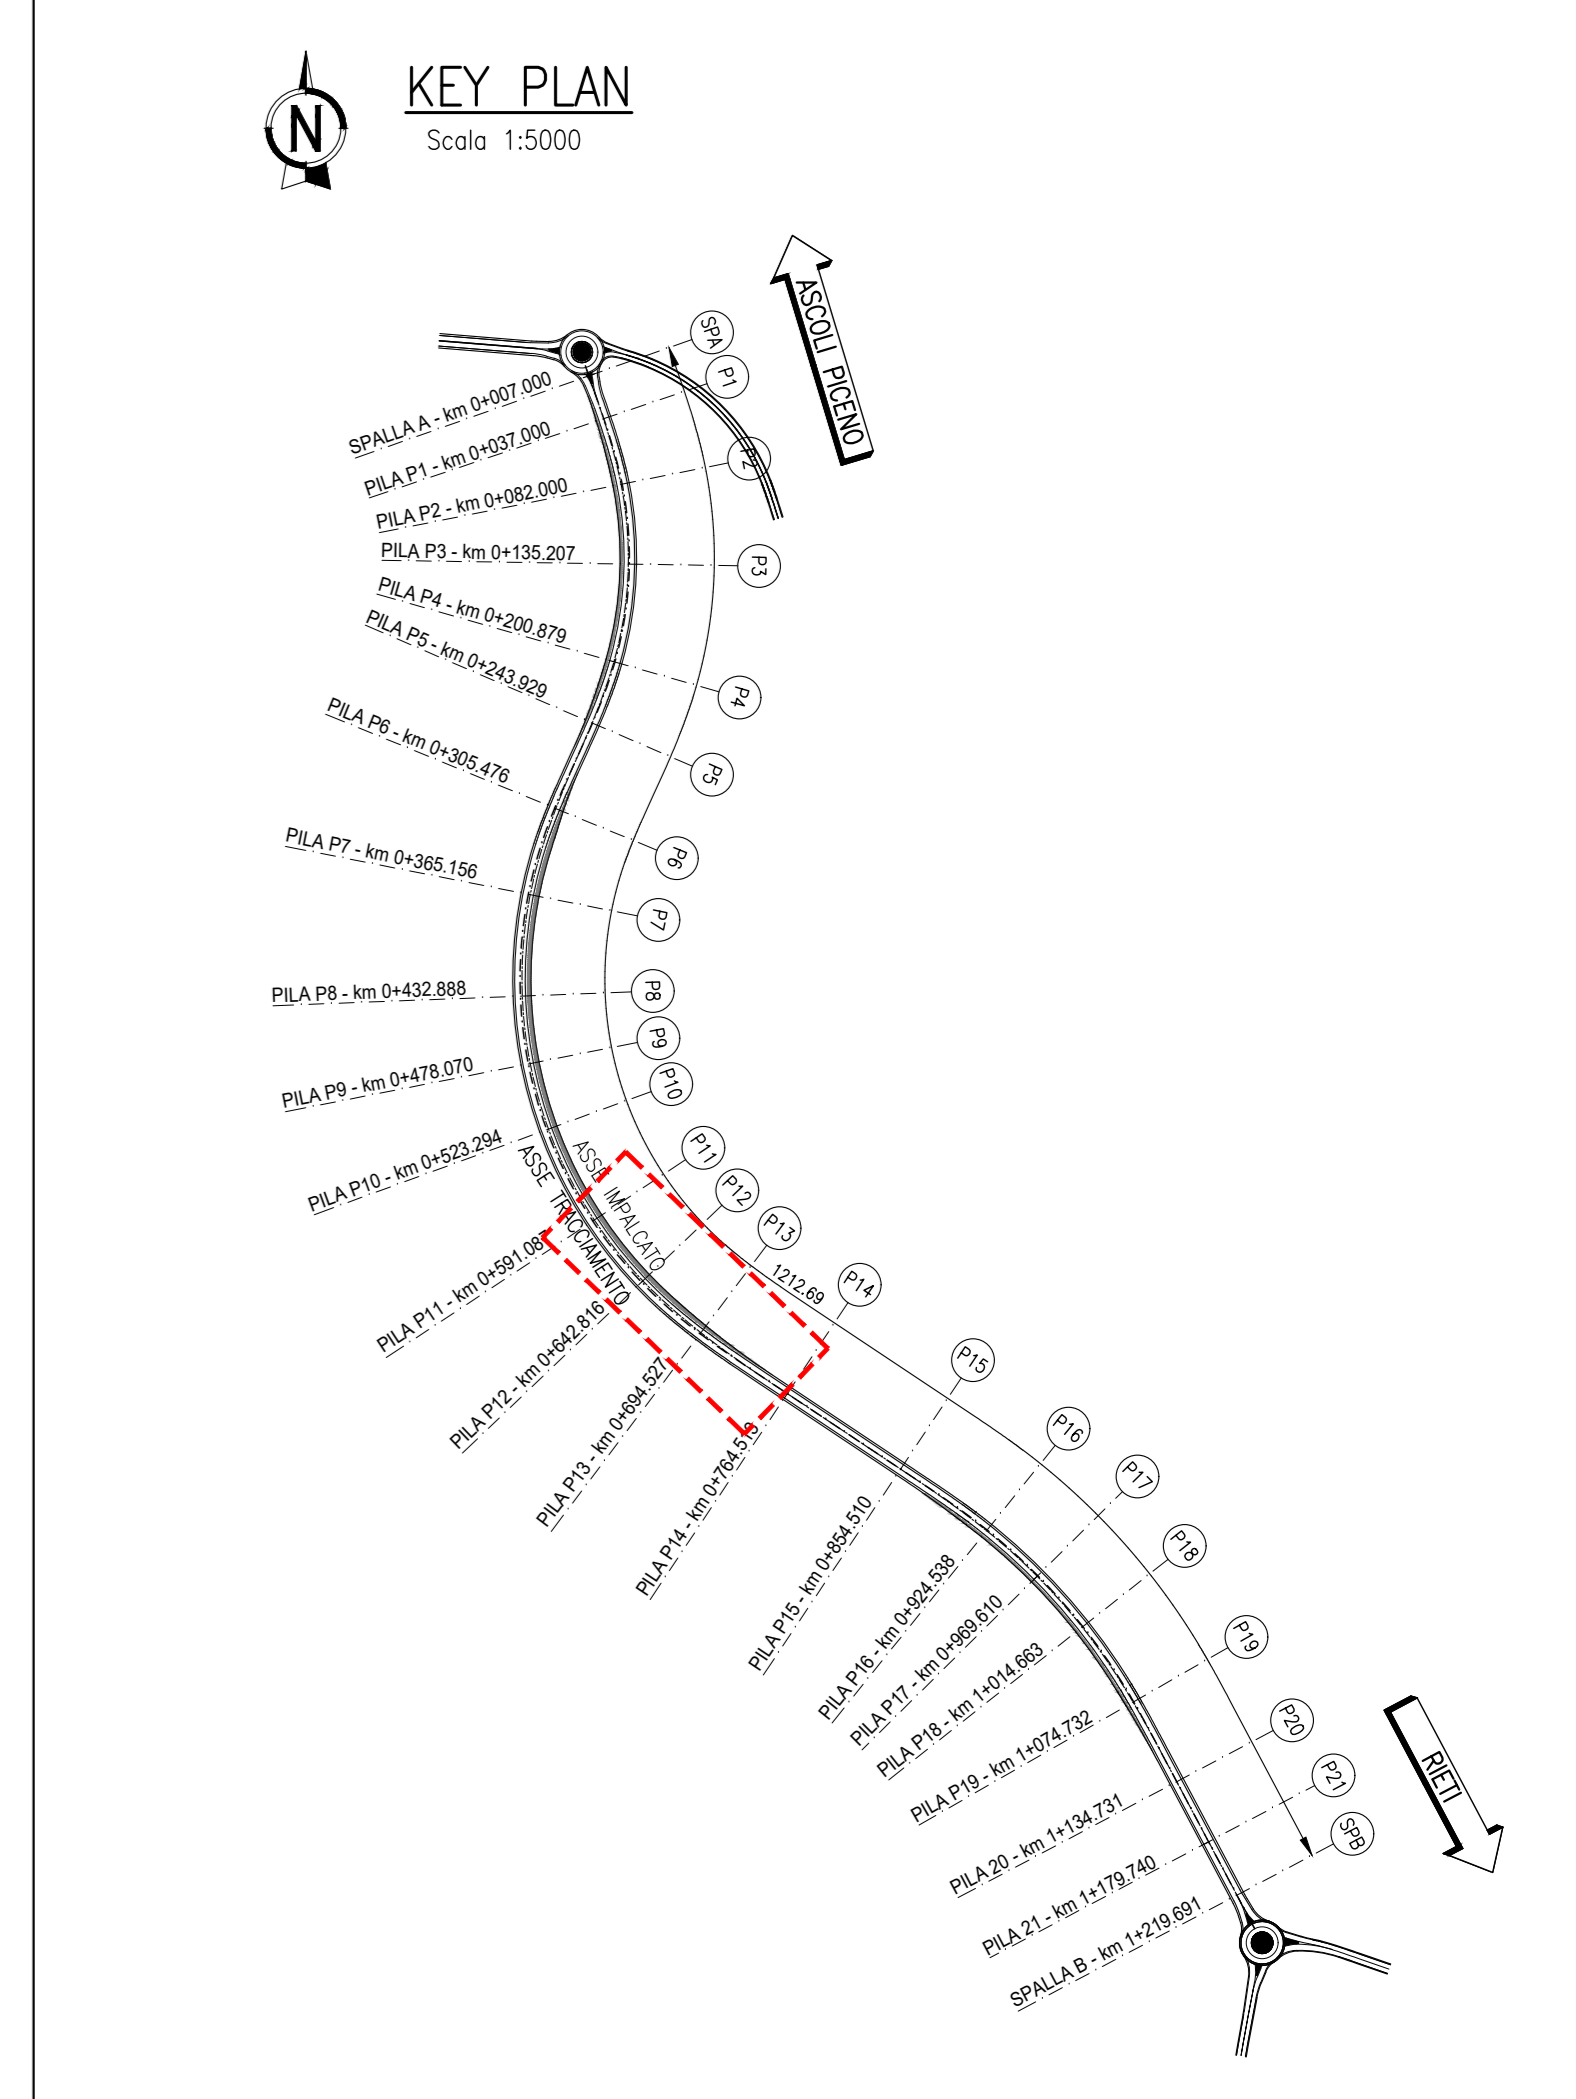 N
KEY PLAN
Scala 1:5000
ASCOLI PICENO
SPA
P1
P2
P3
P4
P5
P6
P7
P8
P9
P10
P11
P12
P13
P14
P15
P16
P17
P18
P19
P20
P21
SPB
SPALLA A - km 0+007.000
PILA P1 - km 0+037.000
PILA P2 - km 0+082.000
PILA P3 - km 0+135.207
PILA P4 - km 0+200.879
PILA P5 - km 0+243.929
PILA P6 - km 0+305.476
PILA P7 - km 0+365.156
PILA P8 - km 0+432.888
PILA P9 - km 0+478.070
PILA P10 - km 0+523.294
ASSE TRACCIAMENTO
ASSE IMPALCATO
PILA P11 - km
PILA P12 - km 0+642.816
PILA P13 - km 0+694.527
1212.69
PILA P14 - km
PILA P15 - km 0+854.510
PILA P16 - km 0+924.538
PILA P17 - km 0+969.610
PILA P18 - km 1+014.663
PILA P19 - km 1+074.732
PILA 20 - km 1+134.731
PILA 21 - km 1+179.740
SPALLA B - km 1+219.691
RIETI